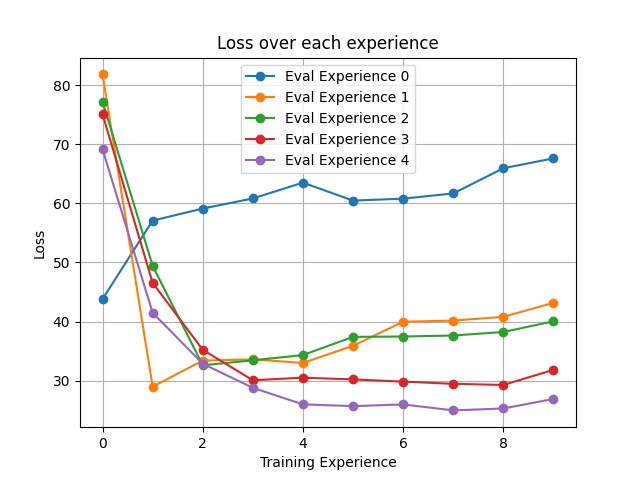 Loss over each experience
Eval Experience 0
Eval Experience 1
Eval Experience 2
Eval Experience 3
Eval Experience 4
80
70
60
50
40
30
Loss
0 2 4 6 8
Training Experience